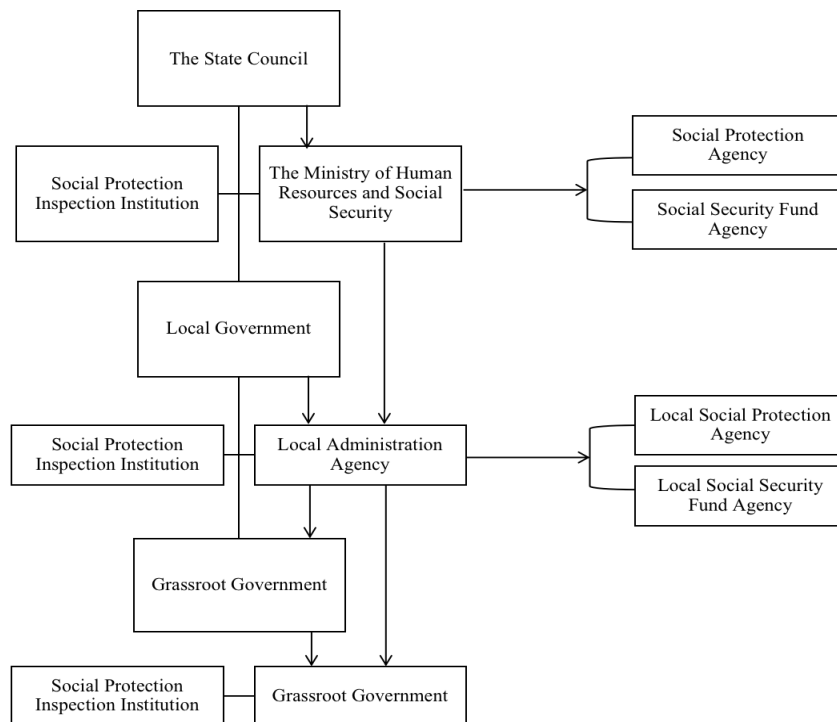 The State Council
Social Protection
Agency
Social Protection
Inspection Institution
The Ministry of Human
Resources and Social
Security
Social Security Fund
Agency
Local Government
Local Social Protection
Agency
Social Protection
Inspection Institution
Local Administration
Agency
Local Social Security
Fund Agency
Grassroot Government
Social Protection
Inspection Institution
Grassroot Government